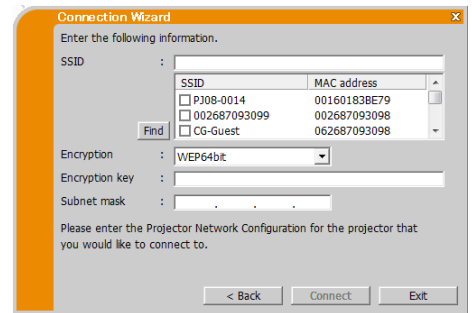 Connection Wizard x
Enter the following information.
SSID :
SSID MAC address
PJ08-0014 00160183BE79
002687093099 002687093098
CG-Guest 062687093098
Find
Encryption : WEP64bit
Encryption key :
Subnet mask : . . .
Please enter the Projector Network Configuration for the projector that
you would like to connect to.
< Back Connect Exit